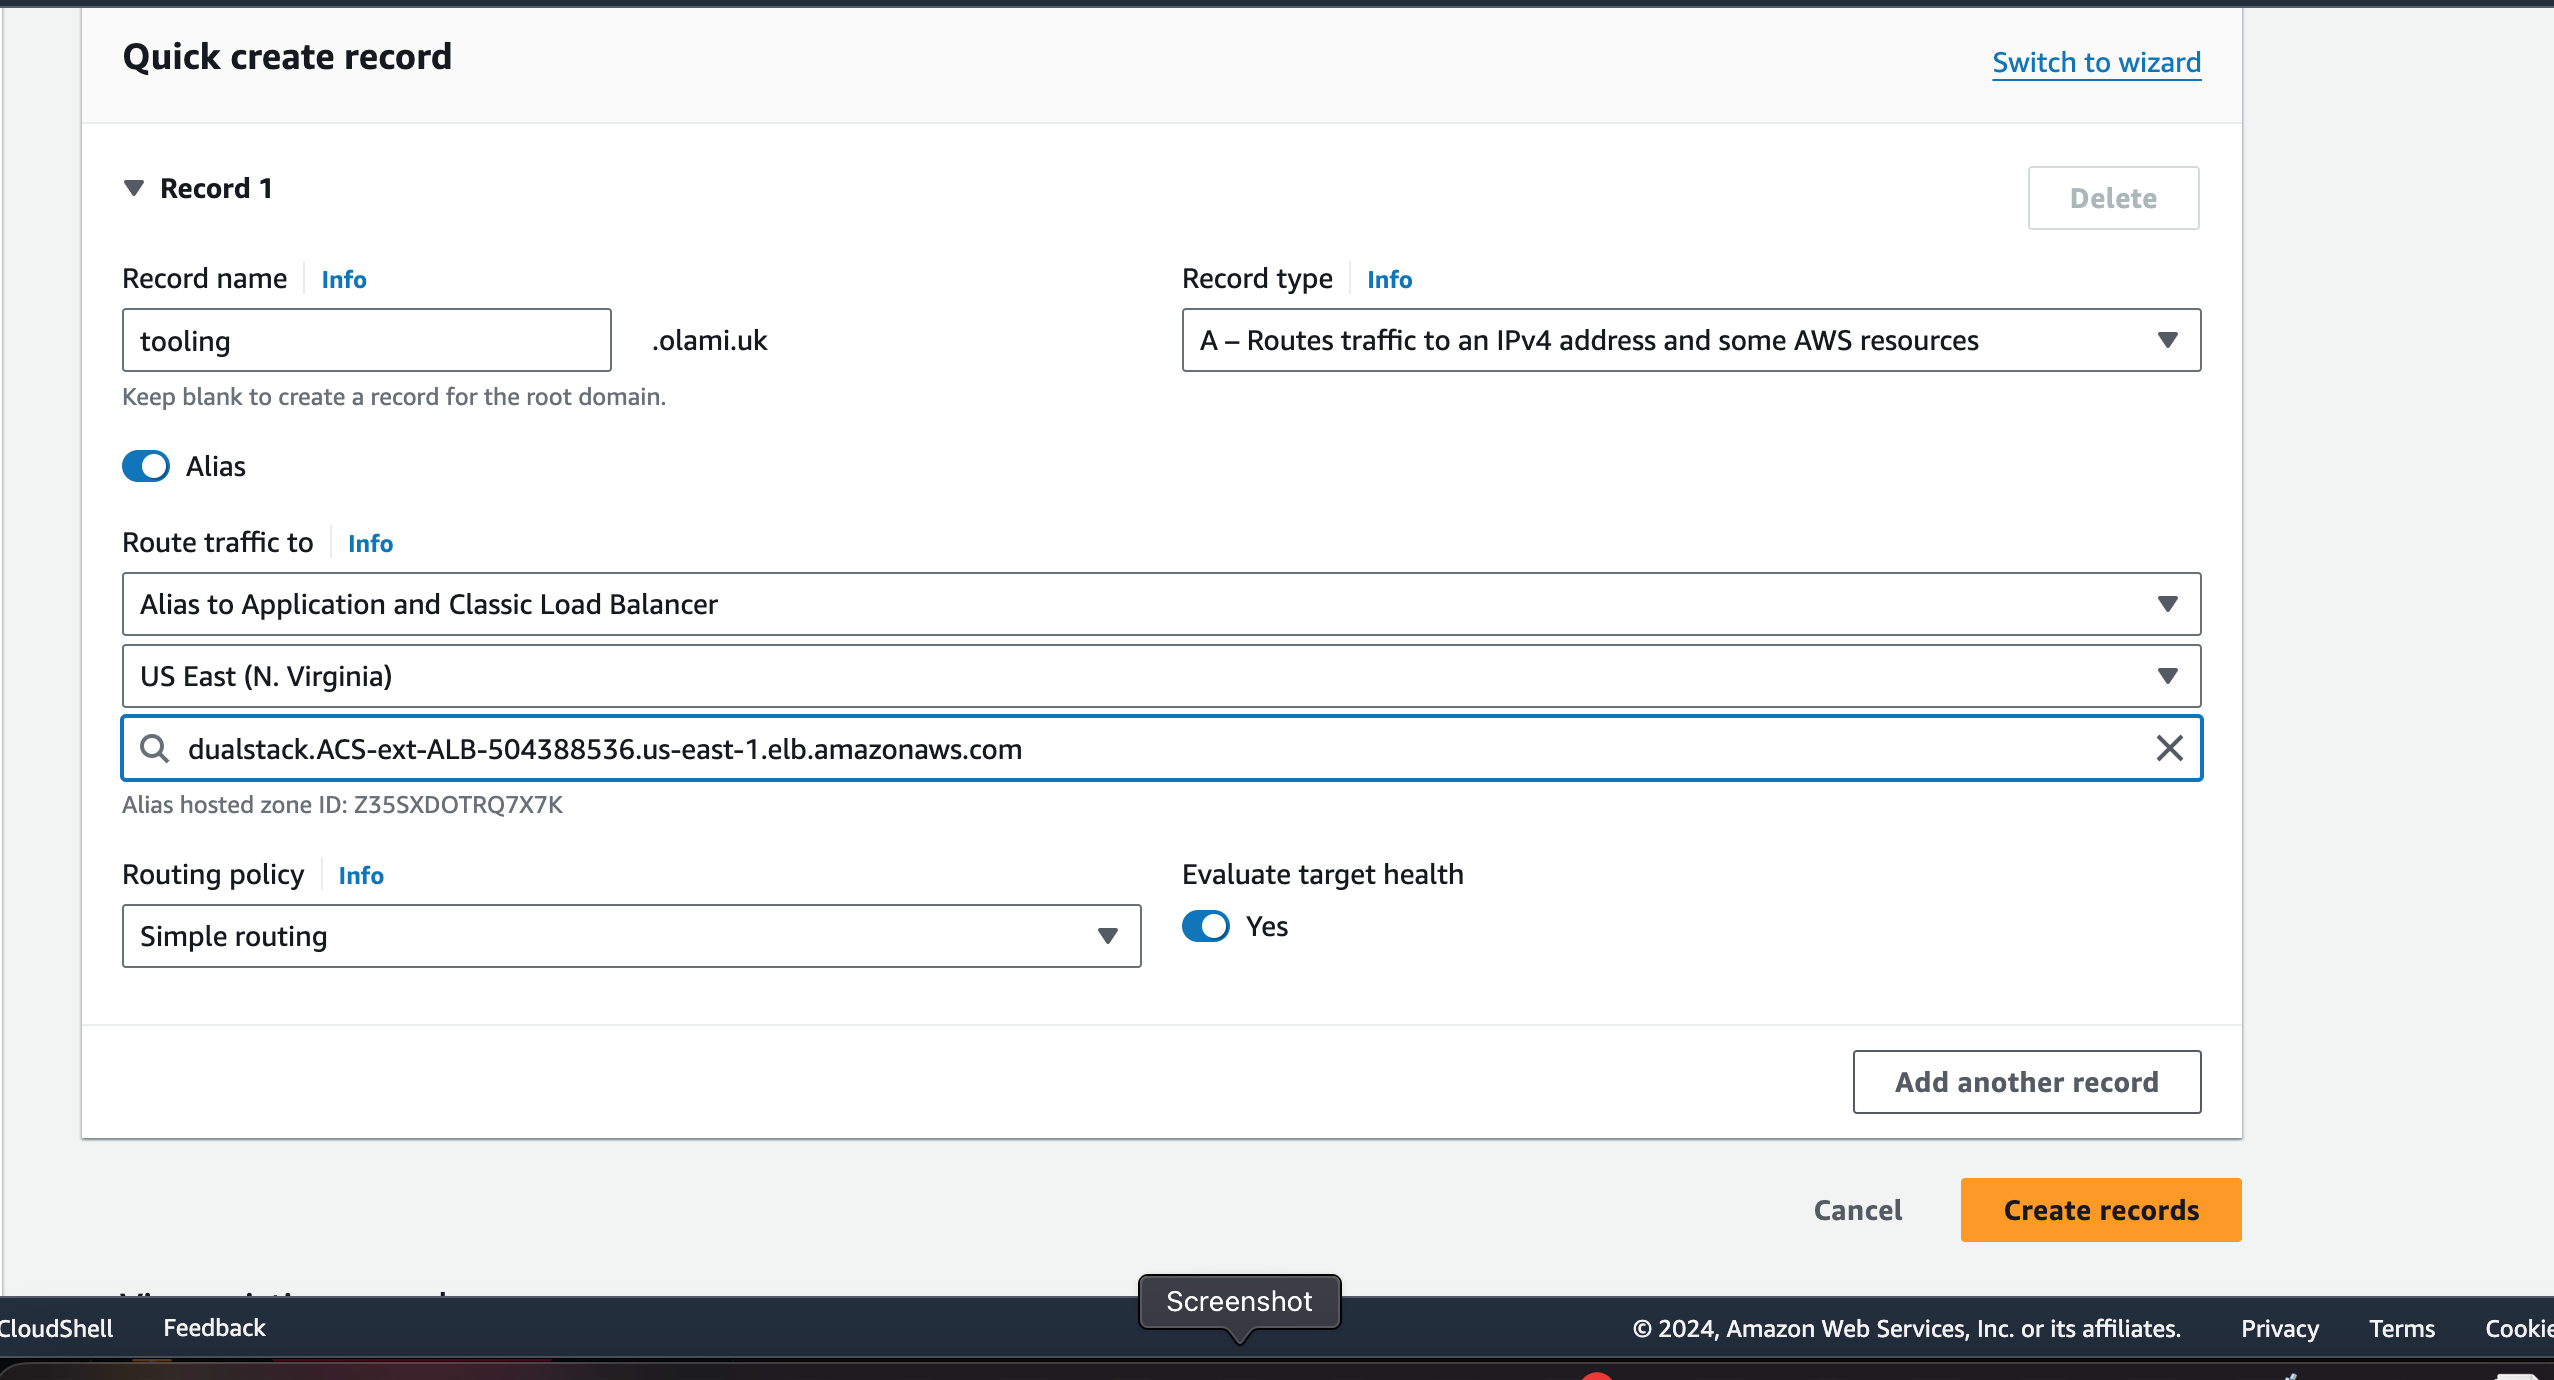 Quick create record
Switch to wizard
Record 1
Delete
Record name Info
Record type Info
tooling .olami.uk
A – Routes traffic to an IPv4 address and some AWS resources
Keep blank to create a record for the root domain.
Alias
Route traffic to Info
Alias to Application and Classic Load Balancer
US East (N. Virginia)
dualstack.ACS-ext-ALB-504388536.us-east-1.elb.amazonaws.com
Alias hosted zone ID: Z35SXDOTRQ7X7K
Routing policy Info
Evaluate target health
Simple routing
Yes
Add another record
Cancel
Create records
Screenshot
CloudShell Feedback
© 2024, Amazon Web Services, Inc. or its affiliates. Privacy Terms Cookie